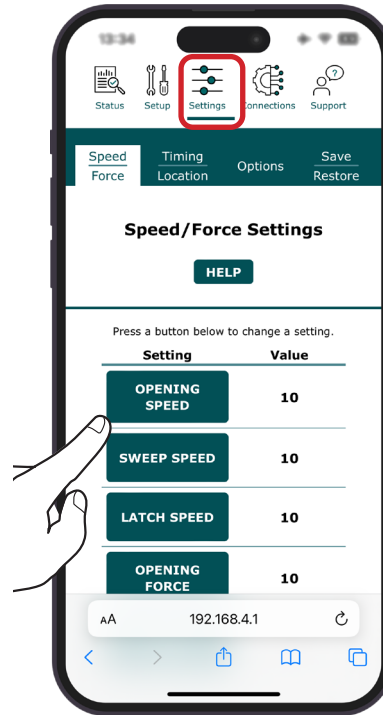 13:34
?
Status Setup Settings Connections Support
Speed Timing Options Save
Force Location Restore
Speed/Force Settings
HELP
Press a button below to change a setting.
Setting Value
OPENING
SPEED 10
SWEEP SPEED 10
LATCH SPEED 10
OPENING
FORCE 10
AA 192.168.4.1